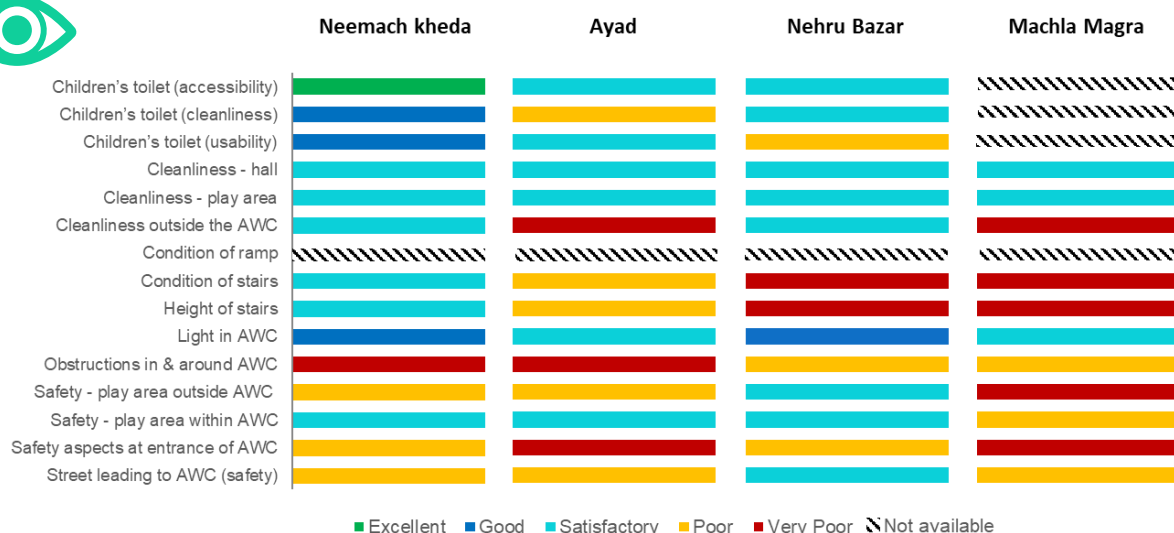 Neemach kheda Ayad Nehru Bazar Machla Magra
Children's toilet (accessibility)
Children's toilet (cleanliness)
Children's toilet (usability)
Cleanliness - hall
Cleanliness - play area
Cleanliness outside the AWC
Condition of ramp
Condition of stairs
Height of stairs
Light in AWC
Obstructions in & around AWC
Safety - play area outside AWC
Safety - play area within AWC
Safety aspects at entrance of AWC
Street leading to AWC (safety)
Excellent Good Satisfactory Poor Very Poor Not available